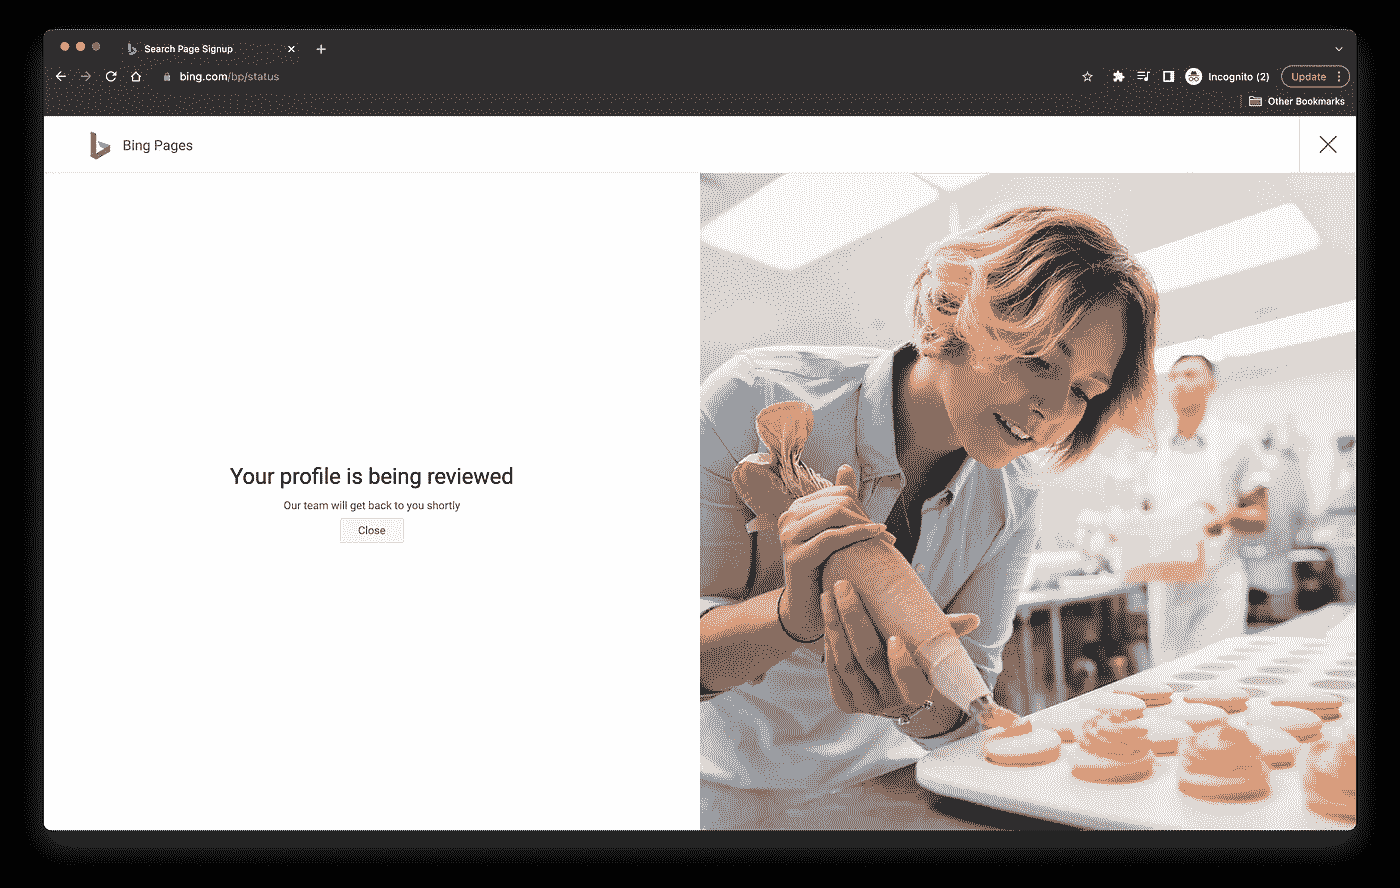 Search Page Signup
bing.com/bp/status
Incognito (2)
Update
Other Bookmarks
Bing Pages
Your profile is being reviewed
Our team will get back to you shortly
Close